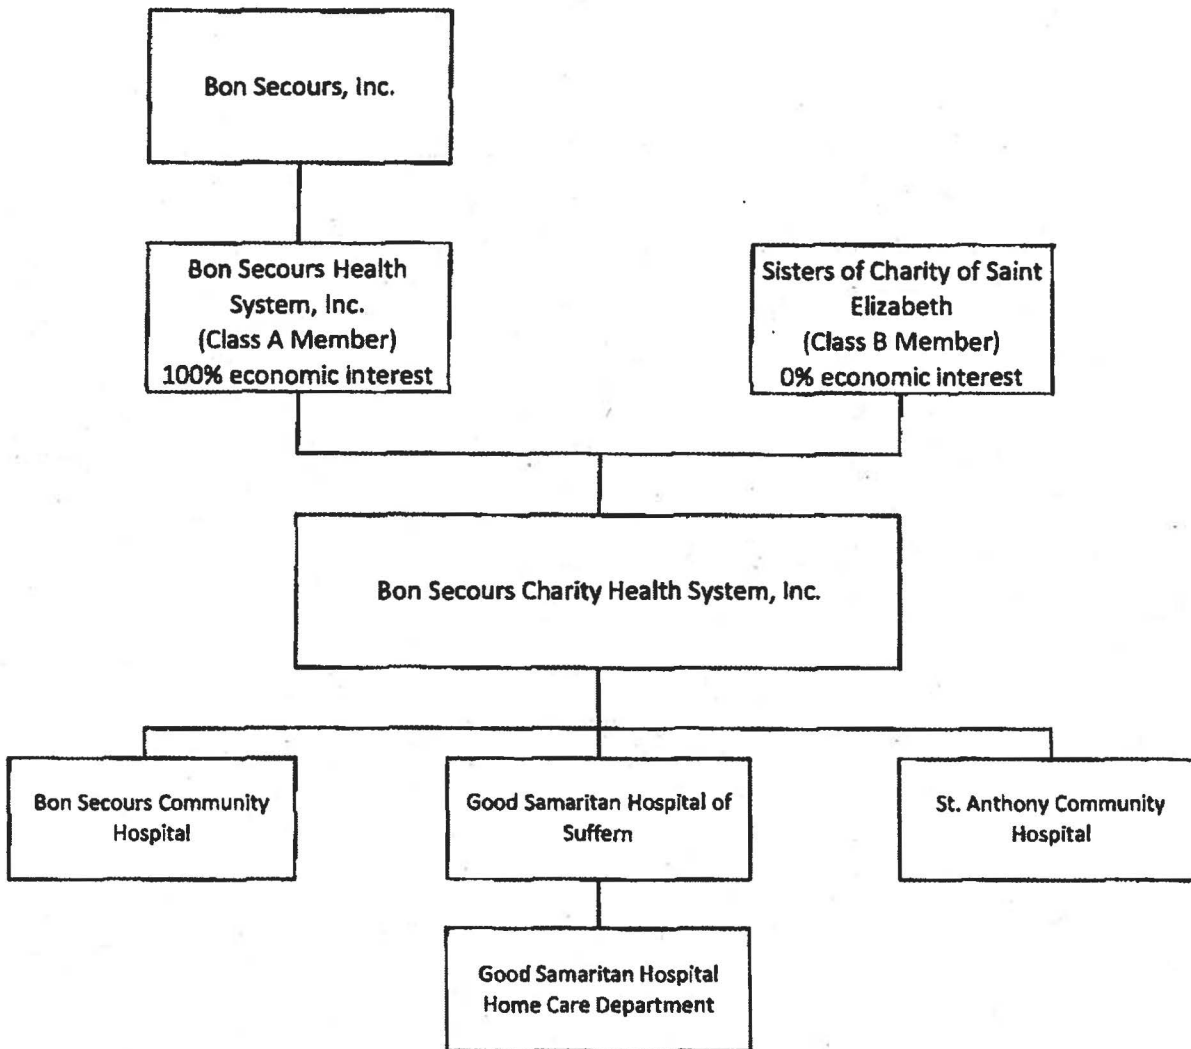 Bon Secours, Inc.
Bon Secours Health
System, Inc.
(Class A Member)
100% economic interest
Sisters of Charity of Saint
Elizabeth
(Class B Member)
0% economic interest
Bon Secours Charity Health System, Inc.
Bon Secours Community
Hospital
Good Samaritan Hospital of
Suffern
St. Anthony Community
Hospital
Good Samaritan Hospital
Home Care Department